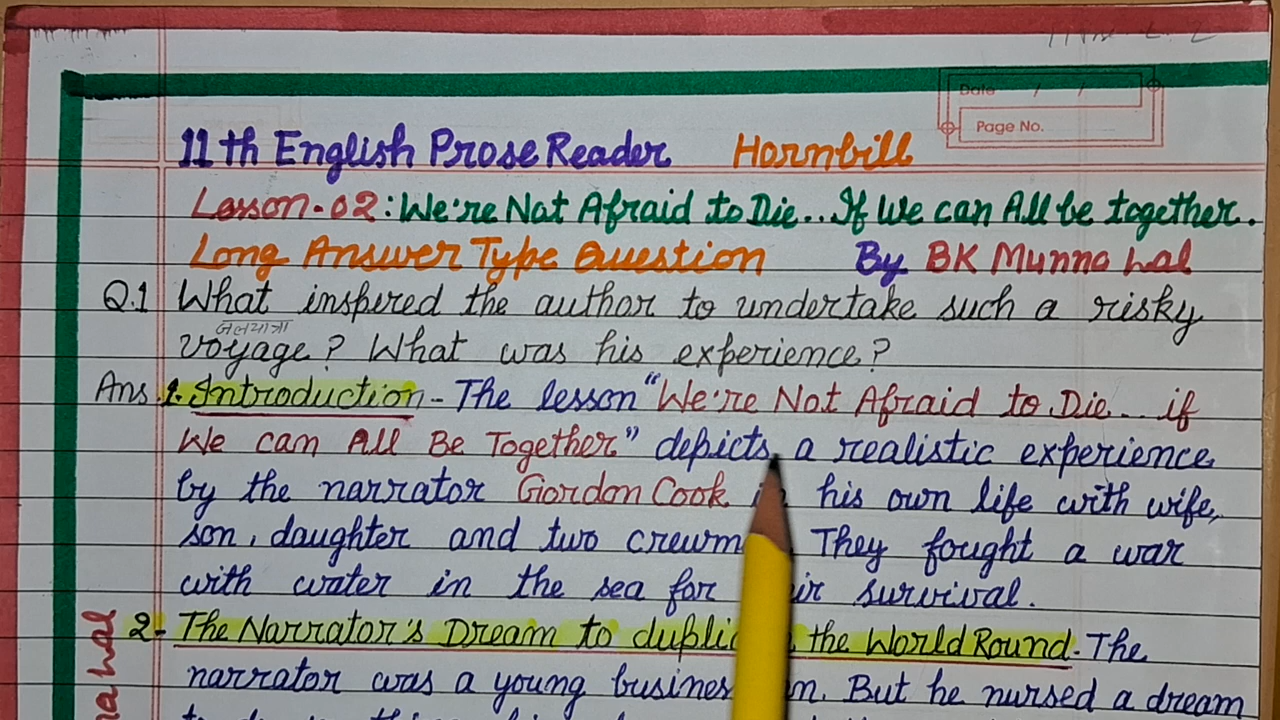 Date / /
Page No.
11th English Prose Reader Hornbill
Lesson-02: We're Not Afraid to Die... If We can All be together.
Long Answer Type Question By BK Munna Lal
Q.1 What inspired the author to undertake such a risky
जलयात्रा
voyage? What was his experience?
Ans 1. Introduction - The lesson "We're Not Afraid to Die... if
We can All Be Together" depicts a realistic experience
by the narrator Gordon Cook his own life with wife,
son, daughter and two They fought a war
with water in the sea for survival.
2- The Narrator's Dream to the World Round - The
narrator was a young But he nursed a dream